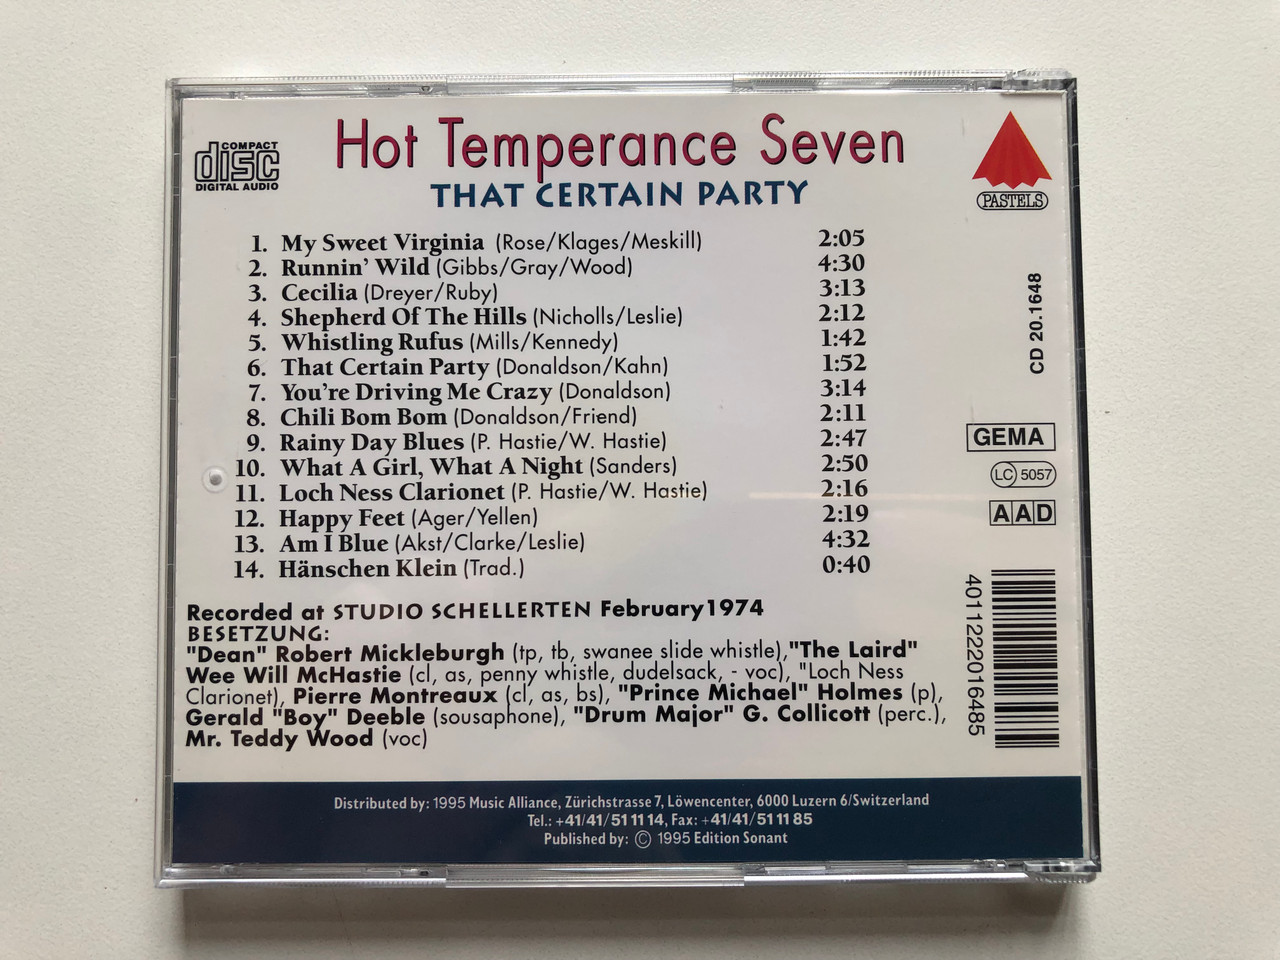 COMPACT
disc
DIGITAL AUDIO
Hot Temperance Seven
THAT CERTAIN PARTY
PASTELS
1. My Sweet Virginia (Rose/Klages/Meskill) 2:05
2. Runnin' Wild (Gibbs/Gray/Wood) 4:30
3. Cecilia (Dreyer/Ruby) 3:13
4. Shepherd Of The Hills (Nicholls/Leslie) 2:12
5. Whistling Rufus (Mills/Kennedy) 1:42
6. That Certain Party (Donaldson/Kahn) 1:52
7. You're Driving Me Crazy (Donaldson) 3:14
8. Chili Bom Bom (Donaldson/Friend) 2:11
9. Rainy Day Blues (P. Hastie/W. Hastie) 2:47
10. What A Girl, What A Night (Sanders) 2:50
11. Loch Ness Clarionet (P. Hastie/W. Hastie) 2:16
12. Happy Feet (Ager/Yellen) 2:19
13. Am I Blue (Akst/Clarke/Leslie) 4:32
14. Hänschen Klein (Trad.) 0:40
CD 20.1648
GEMA
LC 5057
AAD
4011222016485
Recorded at STUDIO SCHELLERTEN February1974
BESETZUNG:
"Dean" Robert Mickleburgh (tp, tb, swanee slide whistle),"The Laird"
Wee Will McHastie (cl, as, penny whistle, dudelsack, - voc), "Loch Ness
Clarionet), Pierre Montreaux (cl, as, bs), "Prince Michael" Holmes (p),
Gerald "Boy" Deeble (sousaphone), "Drum Major" G. Collicott (perc.),
Mr. Teddy Wood (voc)
Distributed by: 1995 Music Alliance, Zürichstrasse 7, Löwencenter, 6000 Luzern 6/Switzerland
Tel.: +41/41/51 11 14, Fax: +41/41/51 11 85
Published by: © 1995 Edition Sonant